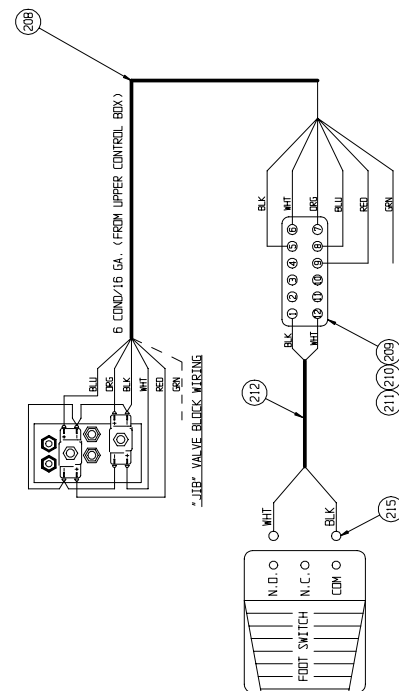 208
6 COND/16 GA. (FROM UPPER CONTROL BOX)
BLU
ORG
BLK
WHT
RED
GRN
"JIB" VALVE BLOCK WIRING
BLK
WHT
ORG
BLU
RED
GRN
6 7
5 8
4 9
3 10
2 11
1 12
BLK
WHT
209
210
211
212
WHT
BLK
215
N.O.
N.C.
COM
FOOT SWITCH